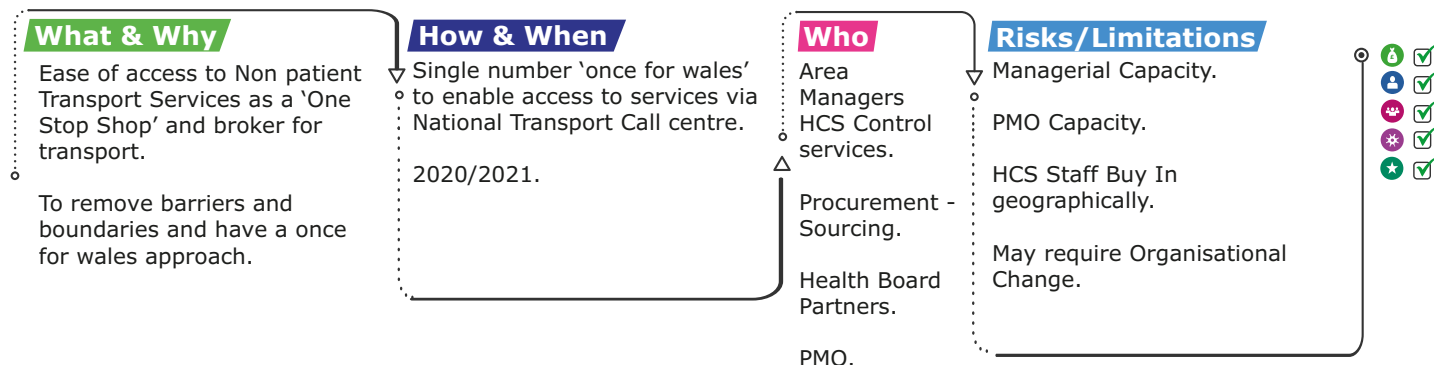 What & Why
Ease of access to Non patient
Transport Services as a ‘One
Stop Shop’ and broker for
transport.
To remove barriers and
boundaries and have a once
for wales approach.
How & When
Single number ‘once for wales’
to enable access to services via
National Transport Call centre.
2020/2021.
Who
Area
Managers
HCS Control
services.
Procurement -
Sourcing.
Health Board
Partners.
PMO.
Risks/Limitations
Managerial Capacity.
PMO Capacity.
HCS Staff Buy In
geographically.
May require Organisational
Change.
£